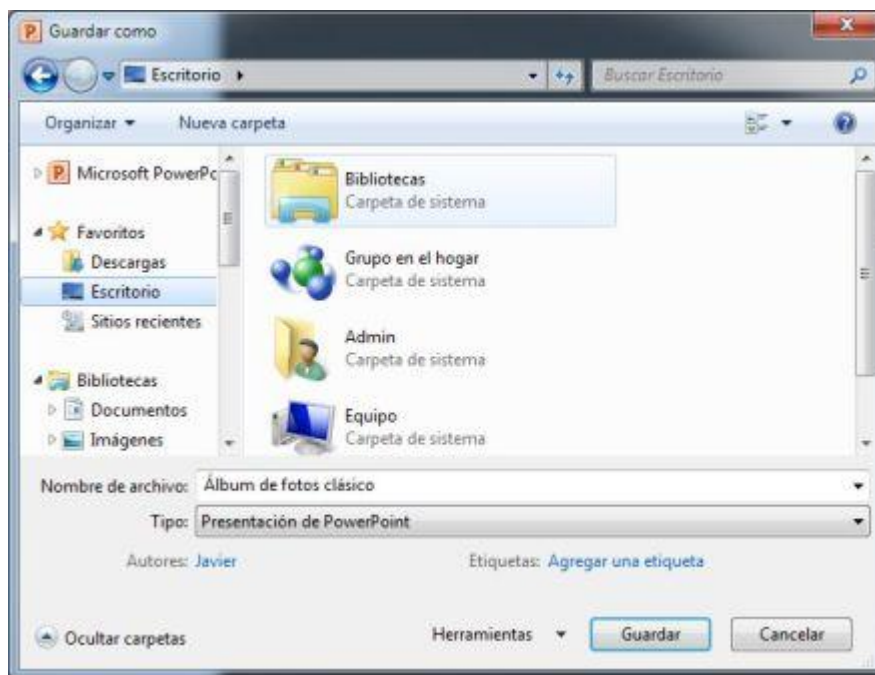 Guardar como
Escritorio
Buscar Escritorio
Organizar
Nueva carpeta
Microsoft PowerPc
Favoritos
Descargas
Escritorio
Sitios recientes
Bibliotecas
Documentos
Imágenes
Bibliotecas
Carpeta de sistema
Grupo en el hogar
Carpeta de sistema
Admin
Carpeta de sistema
Equipo
Carpeta de sistema
Nombre de archivo: Álbum de fotos clásico
Tipo: Presentación de PowerPoint
Autores: Javier Etiquetas: Agregar una etiqueta
Ocultar carpetas Herramientas Guardar Cancelar